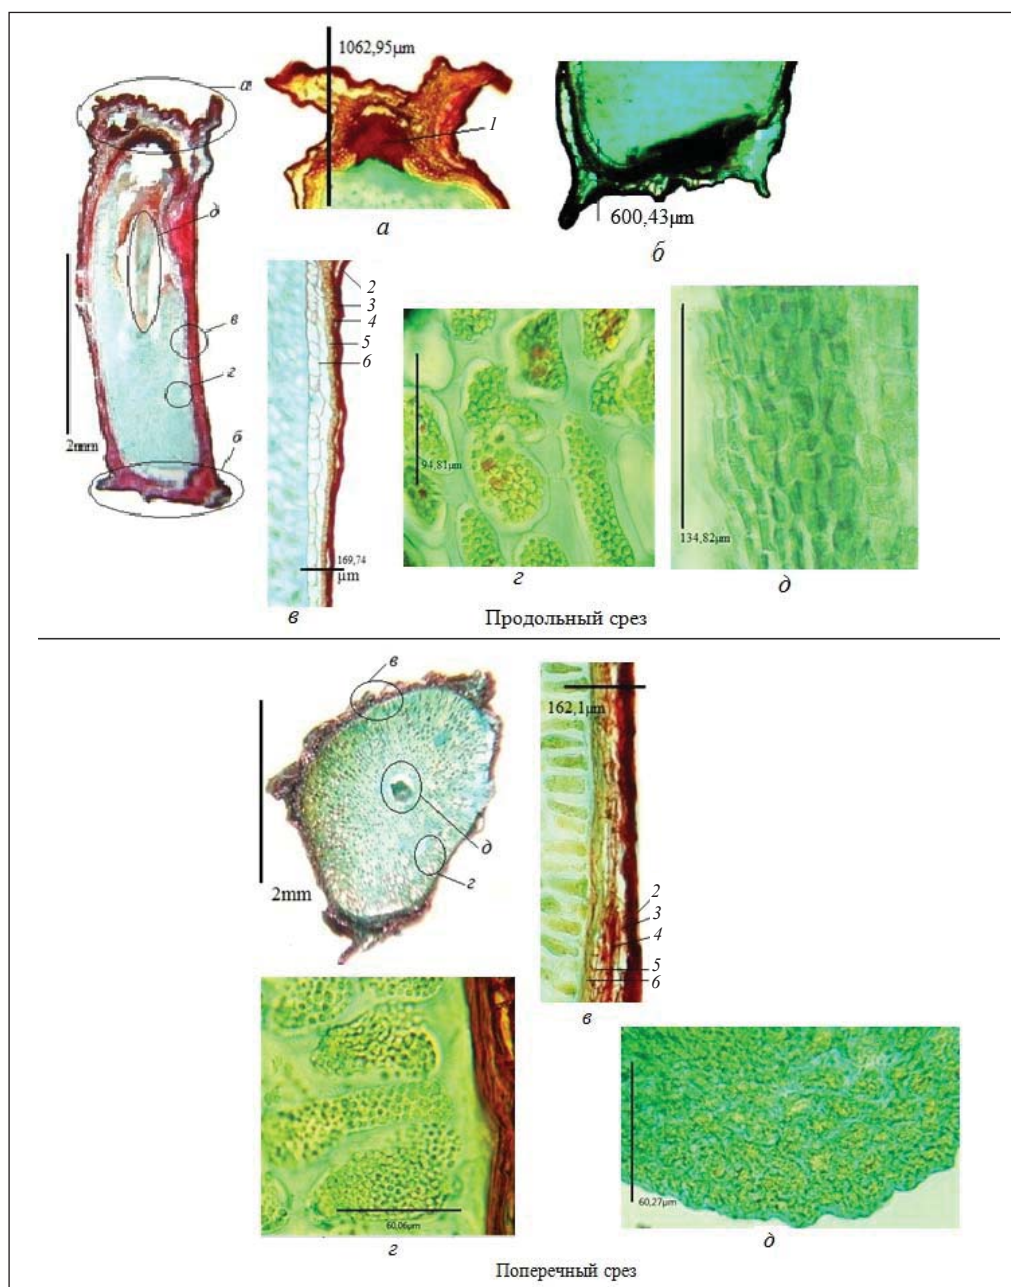 а
д
в
г
б
2mm
1062,95µm
1
а
600,43µm
б
2
3
4
5
6
169,74
µm
в
94,81µm
г
134,82µm
д
Продольный срез
в
д
г
2mm
162,1µm
2
3
4
5
6
в
60,06µm
г
60,27µm
д
Поперечный срез